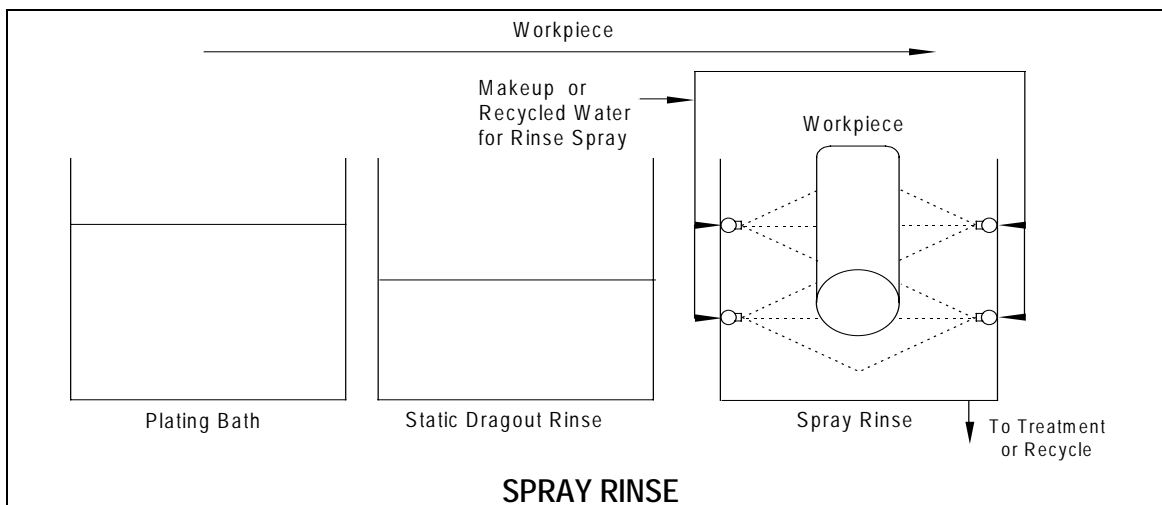 Workpiece
Makeup or
Recycled Water
for Rinse Spray
Workpiece
Plating Bath
Static Dragout Rinse
Spray Rinse
To Treatment
or Recycle
SPRAY RINSE